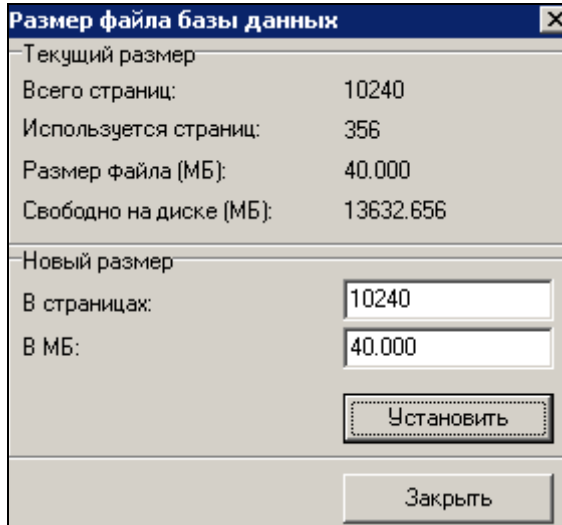 Размер файла базы данных
Текущий размер
Всего страниц: 10240
Используется страниц: 356
Размер файла (МБ): 40.000
Свободно на диске (МБ): 13632.656
Новый размер
В страницах: 10240
В МБ: 40.000
Установить
Закрыть